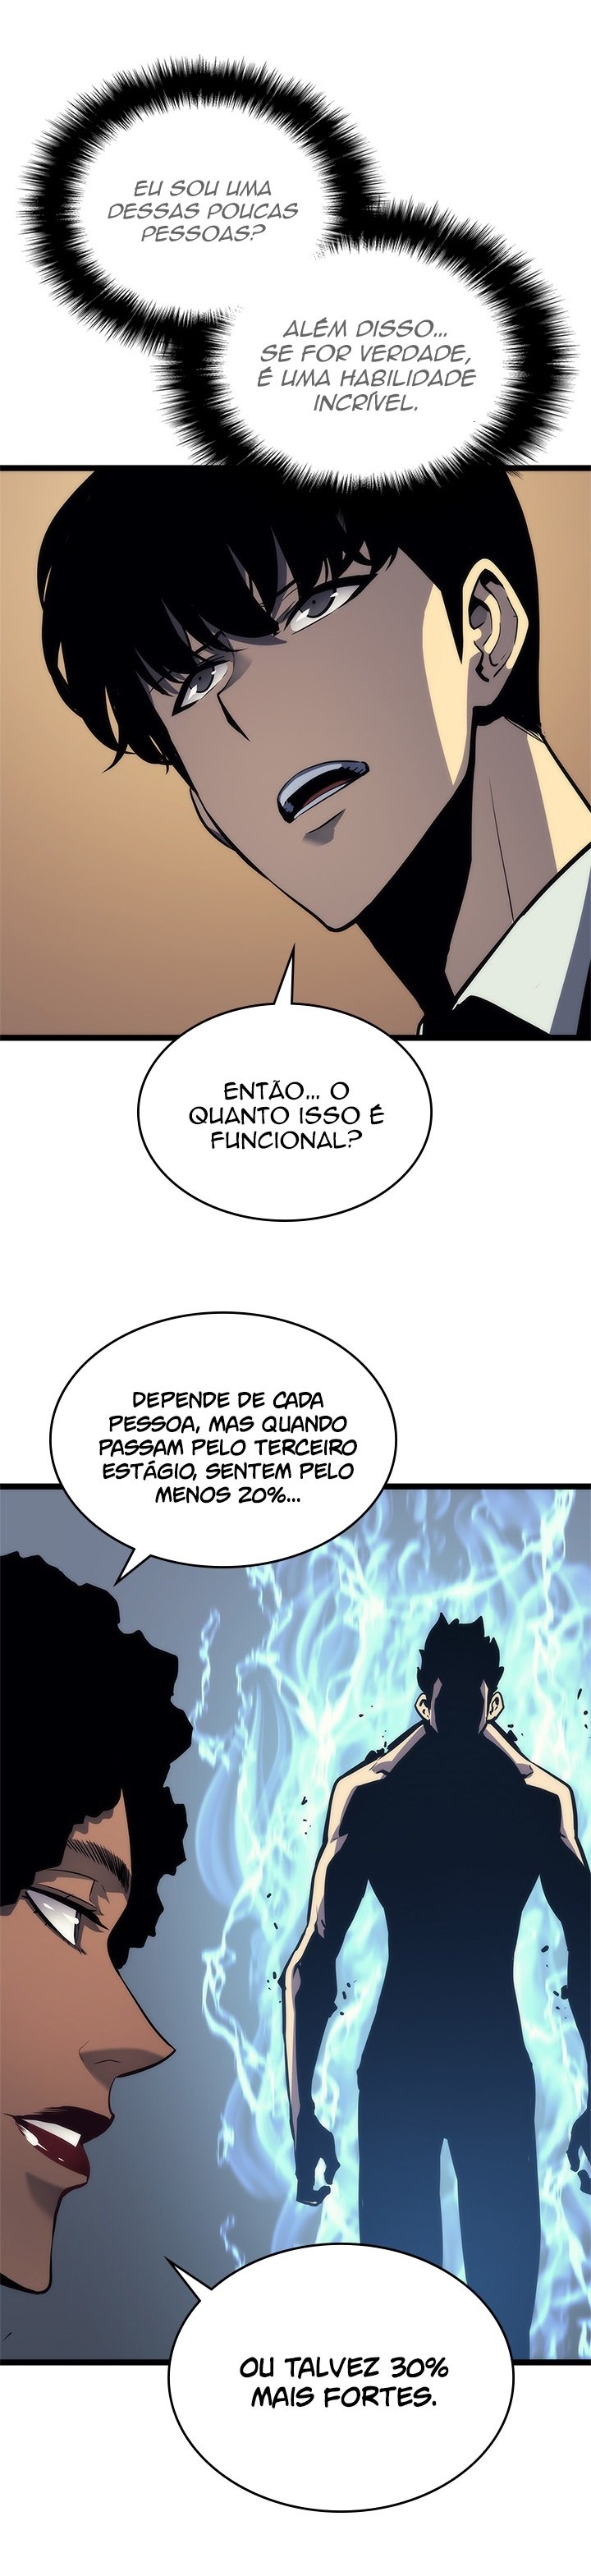 EU SOU UMA
DESSAS POUCAS
PESSOAS?
ALÉM DISSO...
SE FOR VERDADE,
É UMA HABILIDADE
INCRÍVEL.
ENTÃO... O
QUANTO ISSO É
FUNCIONAL?
DEPENDE DE CADA
PESSOA, MAS QUANDO
PASSAM PELO TERCEIRO
ESTÁGIO, SENTEM PELO
MENOS 20%...
OU TALVEZ 30%
MAIS FORTES.